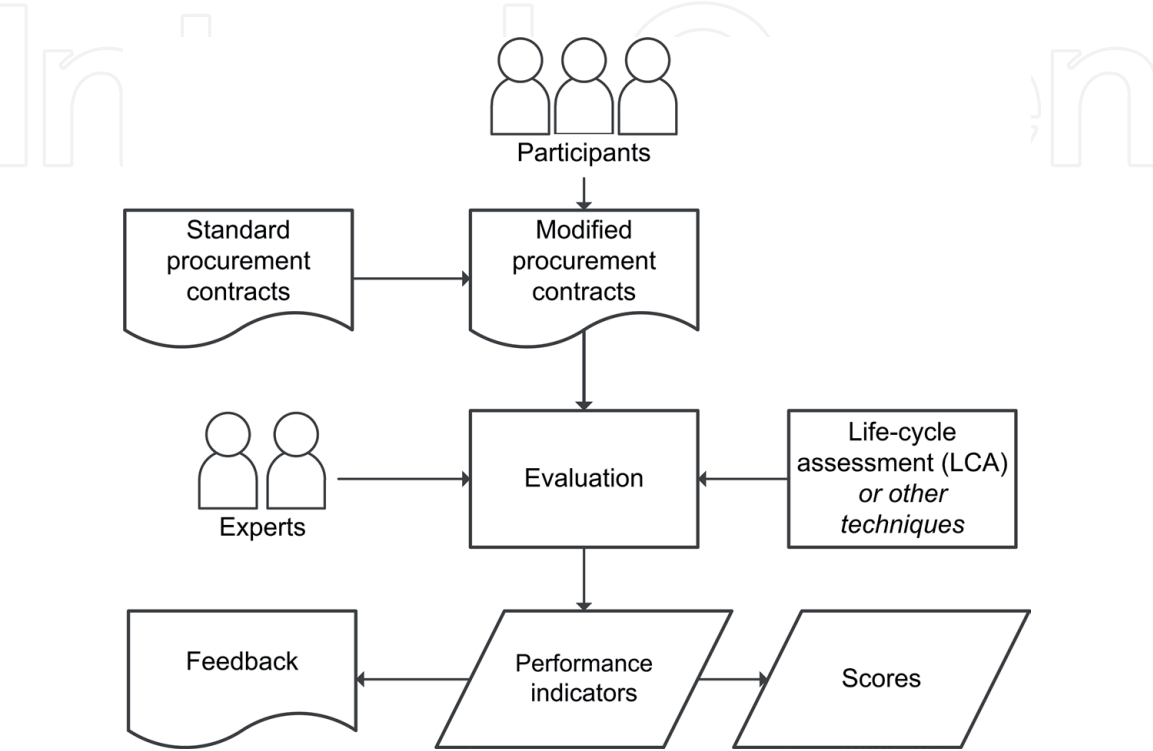 Participants
Standard
procurement
contracts
Modified
procurement
contracts
Experts
Evaluation
Life-cycle
assessment (LCA)
or other
techniques
Feedback
Performance
indicators
Scores